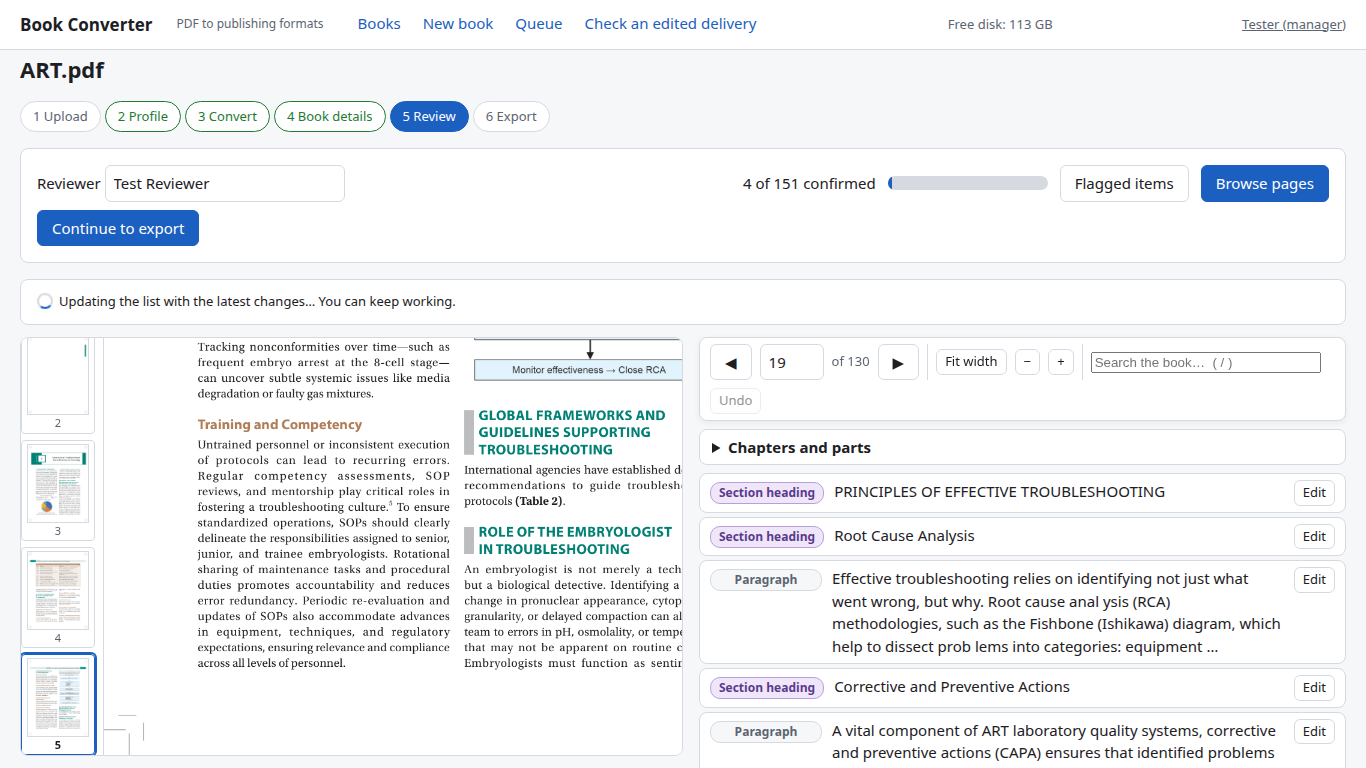 Book Converter PDF to publishing formats Books New book Queue Check an edited delivery Free disk: 113 GB Tester (manager)
ART.pdf
1 Upload 2 Profile 3 Convert 4 Book details 5 Review 6 Export
Reviewer Test Reviewer 4 of 151 confirmed Flagged items Browse pages
Continue to export
Updating the list with the latest changes... You can keep working.
2
3
4
5
Tracking nonconformities over time—such as
frequent embryo arrest at the 8-cell stage—
can uncover subtle systemic issues like media
degradation or faulty gas mixtures.
Training and Competency
Untrained personnel or inconsistent execution
of protocols can lead to recurring errors.
Regular competency assessments, SOP
reviews, and mentorship play critical roles in
fostering a troubleshooting culture.5 To ensure
standardized operations, SOPs should clearly
delineate the responsibilities assigned to senior,
junior, and trainee embryologists. Rotational
sharing of maintenance tasks and procedural
duties promotes accountability and reduces
error redundancy. Periodic re-evaluation and
updates of SOPs also accommodate advances
in equipment, techniques, and regulatory
expectations, ensuring relevance and compliance
across all levels of personnel.
Monitor effectiveness → Close RCA
GLOBAL FRAMEWORKS AND
GUIDELINES SUPPORTING
TROUBLESHOOTING
International agencies have established
recommendations to guide
protocols (Table 2).
ROLE OF THE EMBRYOLOGIST
IN TROUBLESHOOTING
An embryologist is not merely a
but a biological detective. Identifying a
change in pronuclear appearance,
granularity, or delayed compaction can
team to errors in pH, osmolality, or
that may not be apparent on routine
Embryologists must function as
◀ 19 of 130 ▶ Fit width − + Search the book... ( / )
Undo
▶ Chapters and parts
Section heading PRINCIPLES OF EFFECTIVE TROUBLESHOOTING Edit
Section heading Root Cause Analysis Edit
Paragraph Effective troubleshooting relies on identifying not just what Edit
went wrong, but why. Root cause anal ysis (RCA)
methodologies, such as the Fishbone (Ishikawa) diagram, which
help to dissect prob lems into categories: equipment ...
Section heading Corrective and Preventive Actions Edit
Paragraph A vital component of ART laboratory quality systems, corrective Edit
and preventive actions (CAPA) ensures that identified problems